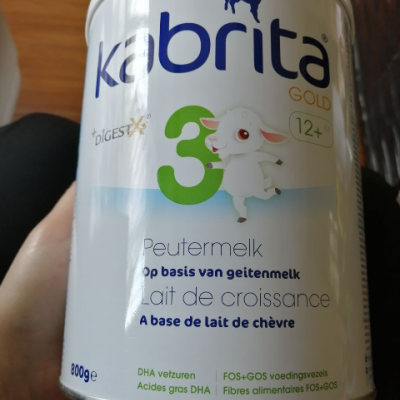 kabrita®
GOLD
+DIGESTX®
3
12+
Peutermelk
op basis van geitenmelk
Lait de croissance
A base de lait de chèvre
800g℮
DHA vetzuren
FOS+GOS voedingsvezels
Acides gras DHA
Fibres alimentaires FOS+GOS